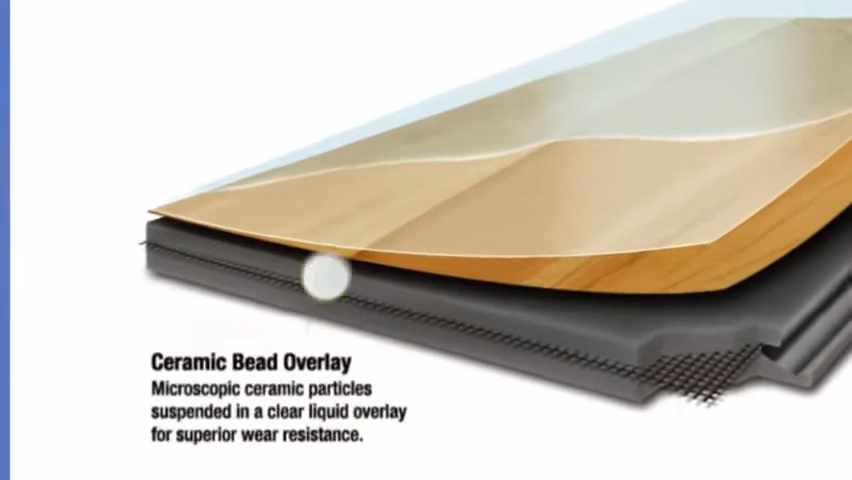 Ceramic Bead Overlay
Microscopic ceramic particles
suspended in a clear liquid overlay
for superior wear resistance.